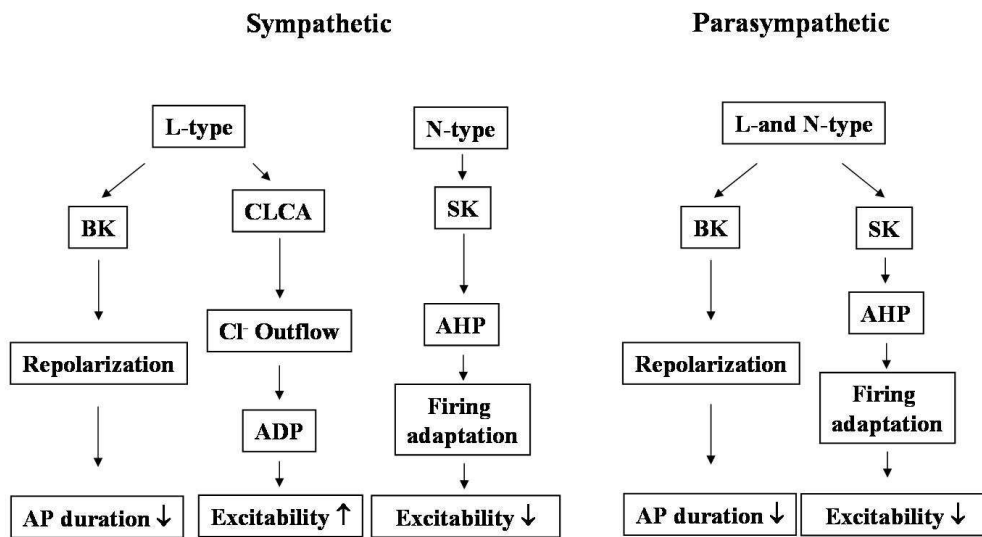 Sympathetic
L-type
BK
Repolarization
AP duration ↓
CLCA
Cl⁻ Outflow
ADP
Excitability ↑
N-type
SK
AHP
Firing
adaptation
Excitability ↓
Parasympathetic
L-and N-type
BK
Repolarization
AP duration ↓
SK
AHP
Firing
adaptation
Excitability ↓